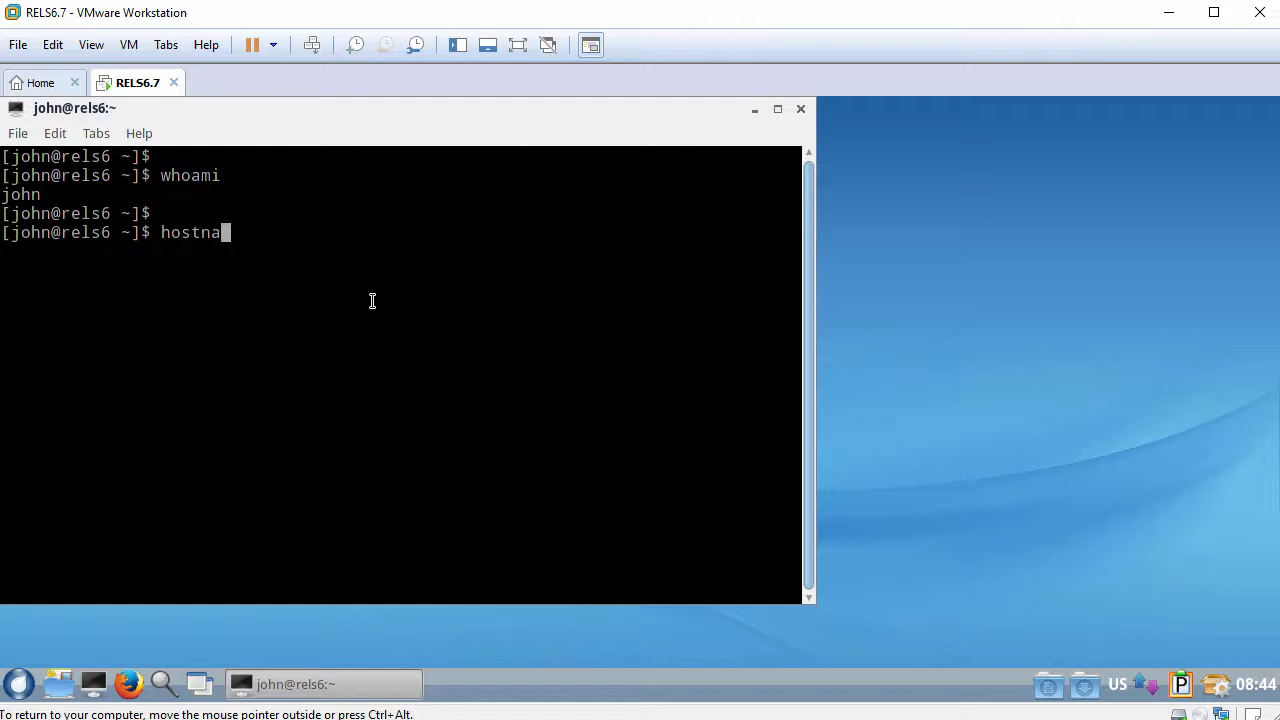 RELS6.7 - VMware Workstation
File Edit View VM Tabs Help
Home RELS6.7
john@rels6:~
File Edit Tabs Help
[john@rels6 ~]$
[john@rels6 ~]$ whoami
john
[john@rels6 ~]$
[john@rels6 ~]$ hostna
john@rels6:~ US P 08:44
To return to your computer, move the mouse pointer outside or press Ctrl+Alt.